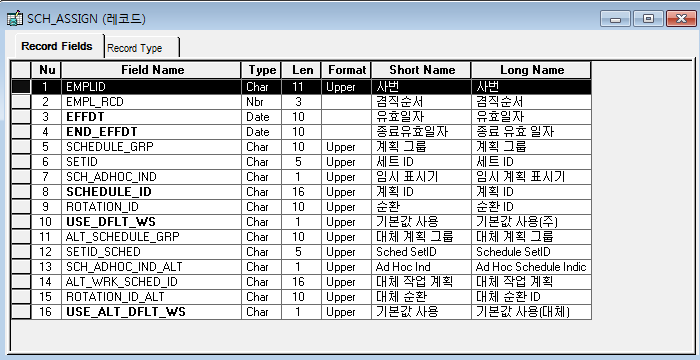 SCH_ASSIGN (레코드)
Record Fields Record Type
Nu Field Name Type Len Format Short Name Long Name
1 EMPLID Char 11 Upper 사번 사번
2 EMPL_RCD Nbr 3 겸직순서 겸직순서
3 EFFDT Date 10 유효일자 유효일자
4 END_EFFDT Date 10 종료유효일자 종료 유효 일자
5 SCHEDULE_GRP Char 10 Upper 계획 그룹 계획 그룹
6 SETID Char 5 Upper 세트 ID 세트 ID
7 SCH_ADHOC_IND Char 1 Upper 임시 표시기 임시 계획 표시기
8 SCHEDULE_ID Char 16 Upper 계획 ID 계획 ID
9 ROTATION_ID Char 10 Upper 순환 순환 ID
10 USE_DFLT_WS Char 1 Upper 기본값 사용 기본값 사용(주)
11 ALT_SCHEDULE_GRP Char 10 Upper 대체 계획 그룹 대체 계획 그룹
12 SETID_SCHED Char 5 Upper Sched SetID Schedule SetID
13 SCH_ADHOC_IND_ALT Char 1 Upper Ad Hoc Ind Ad Hoc Schedule Indic
14 ALT_WRK_SCHED_ID Char 16 Upper 대체 작업 계획 대체 작업 계획
15 ROTATION_ID_ALT Char 10 Upper 대체 순환 대체 순환 ID
16 USE_ALT_DFLT_WS Char 1 Upper 기본값 사용 기본값 사용(대체)